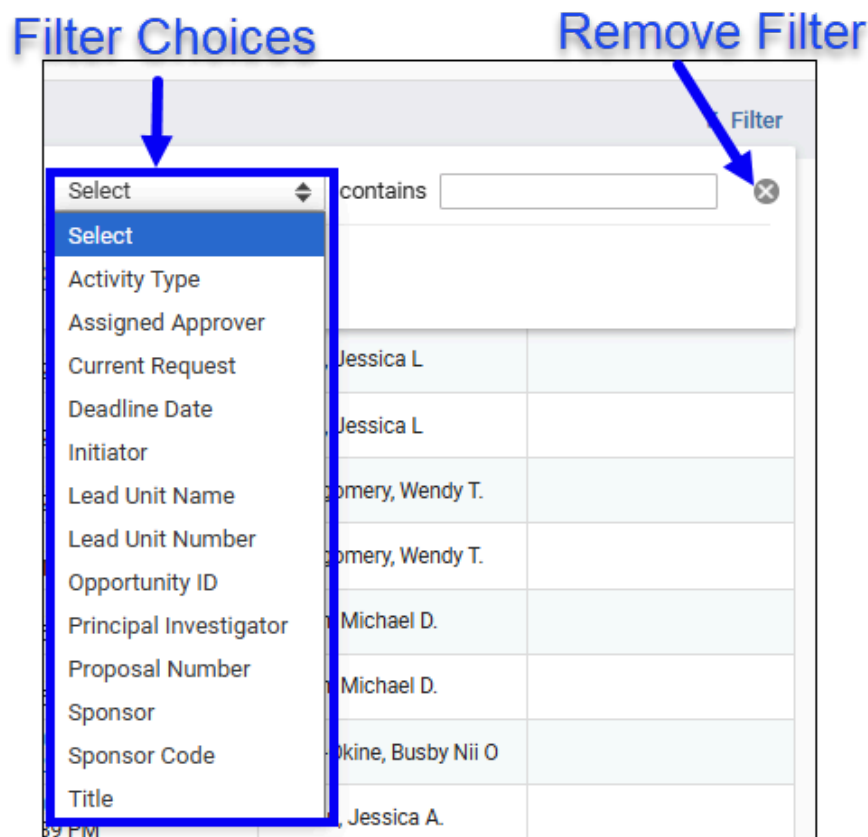 Filter Choices Remove Filter
Filter
Select contains
Select
Activity Type
Assigned Approver
Current Request
Jessica L
Deadline Date
Jessica L
Initiator
Lead Unit Name
Wendy T.
Lead Unit Number
Wendy T.
Opportunity ID
Principal Investigator
Michael D.
Proposal Number
Michael D.
Sponsor
Sponsor Code
Busby Nii O
Title
Jessica A.
PM